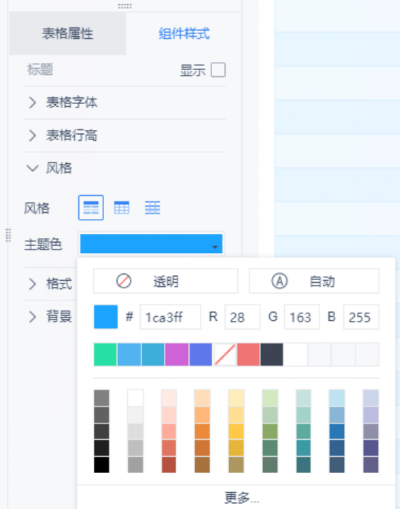 表格属性 组件样式
标题 显示
表格字体
表格行高
风格
风格
主题色
格式
背景
透明 自动
# 1ca3ff R 28 G 163 B 255
更多...